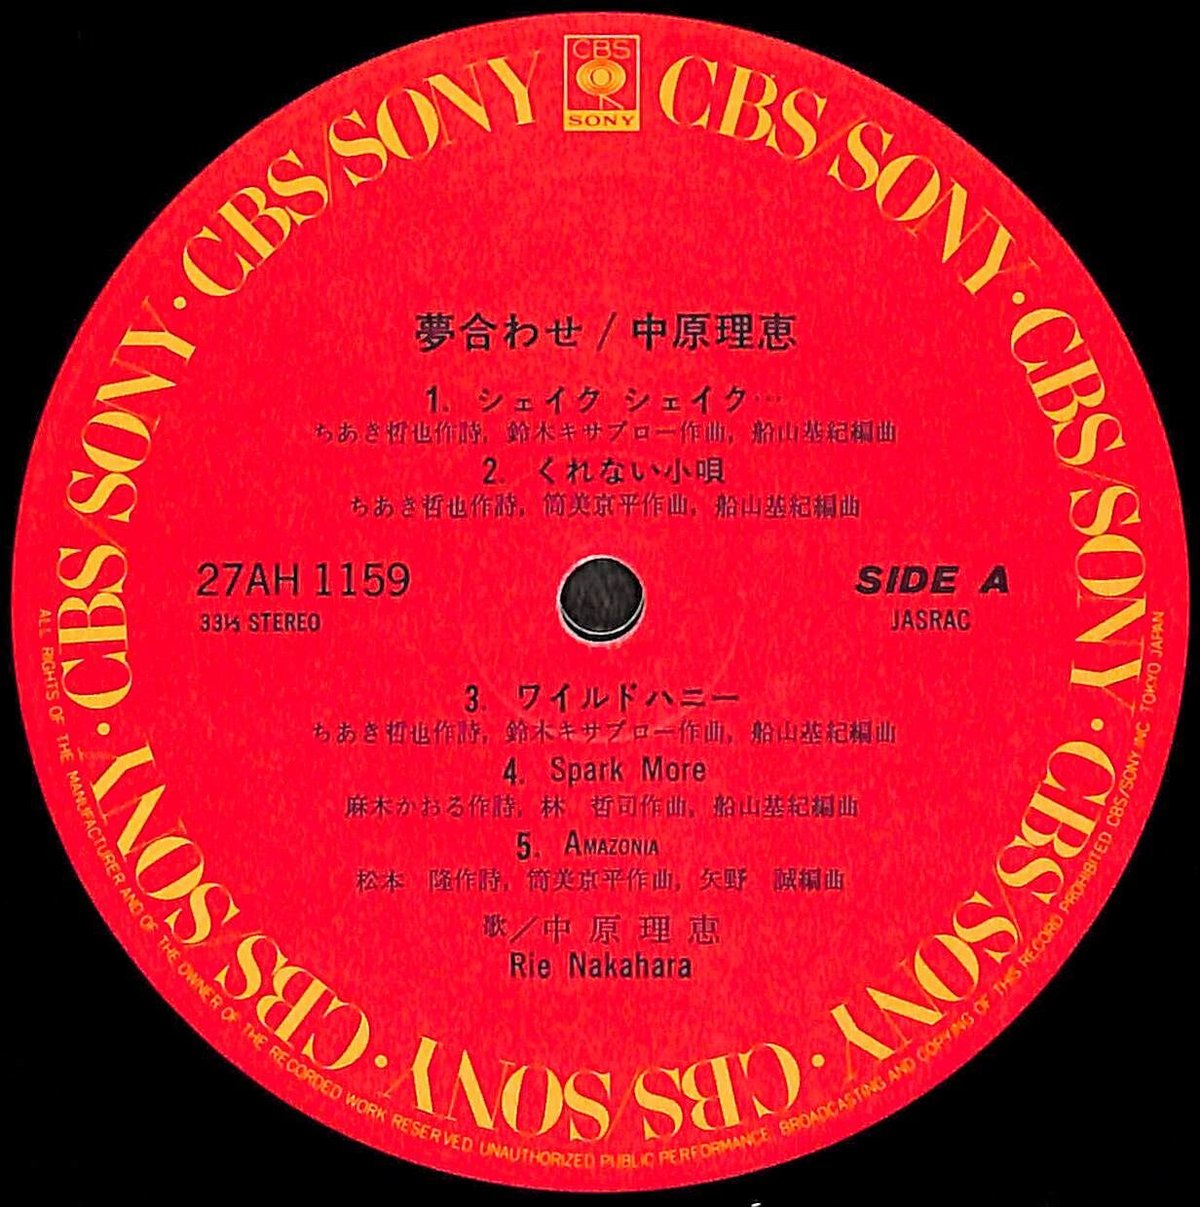 CBS
SONY
CBS/SONY · CBS/SONY · CBS/SONY · CBS/SONY · CBS/SONY · CBS/SONY · CBS/SONY · CBS/SONY
夢合わせ / 中原理恵
1. シェイク シェイク…
ちあき哲也作詩, 鈴木キサブロー作曲, 船山基紀編曲
2. くれない小唄
ちあき哲也作詩, 筒美京平作曲, 船山基紀編曲
27AH 1159
33⅓ STEREO
SIDE A
JASRAC
3. ワイルドハニー
ちあき哲也作詩, 鈴木キサブロー作曲, 船山基紀編曲
4. Spark More
麻木かおる作詩, 林 哲司作曲, 船山基紀編曲
5. AMAZONIA
松本 隆作詩, 筒美京平作曲, 矢野 誠編曲
歌／中原理恵
Rie Nakahara
ALL RIGHTS OF THE MANUFACTURER AND OF THE OWNER OF THE RECORDED WORK RESERVED. UNAUTHORIZED PUBLIC PERFORMANCE, BROADCASTING AND COPYING OF THIS RECORD PROHIBITED. CBS/SONY INC. TOKYO JAPAN